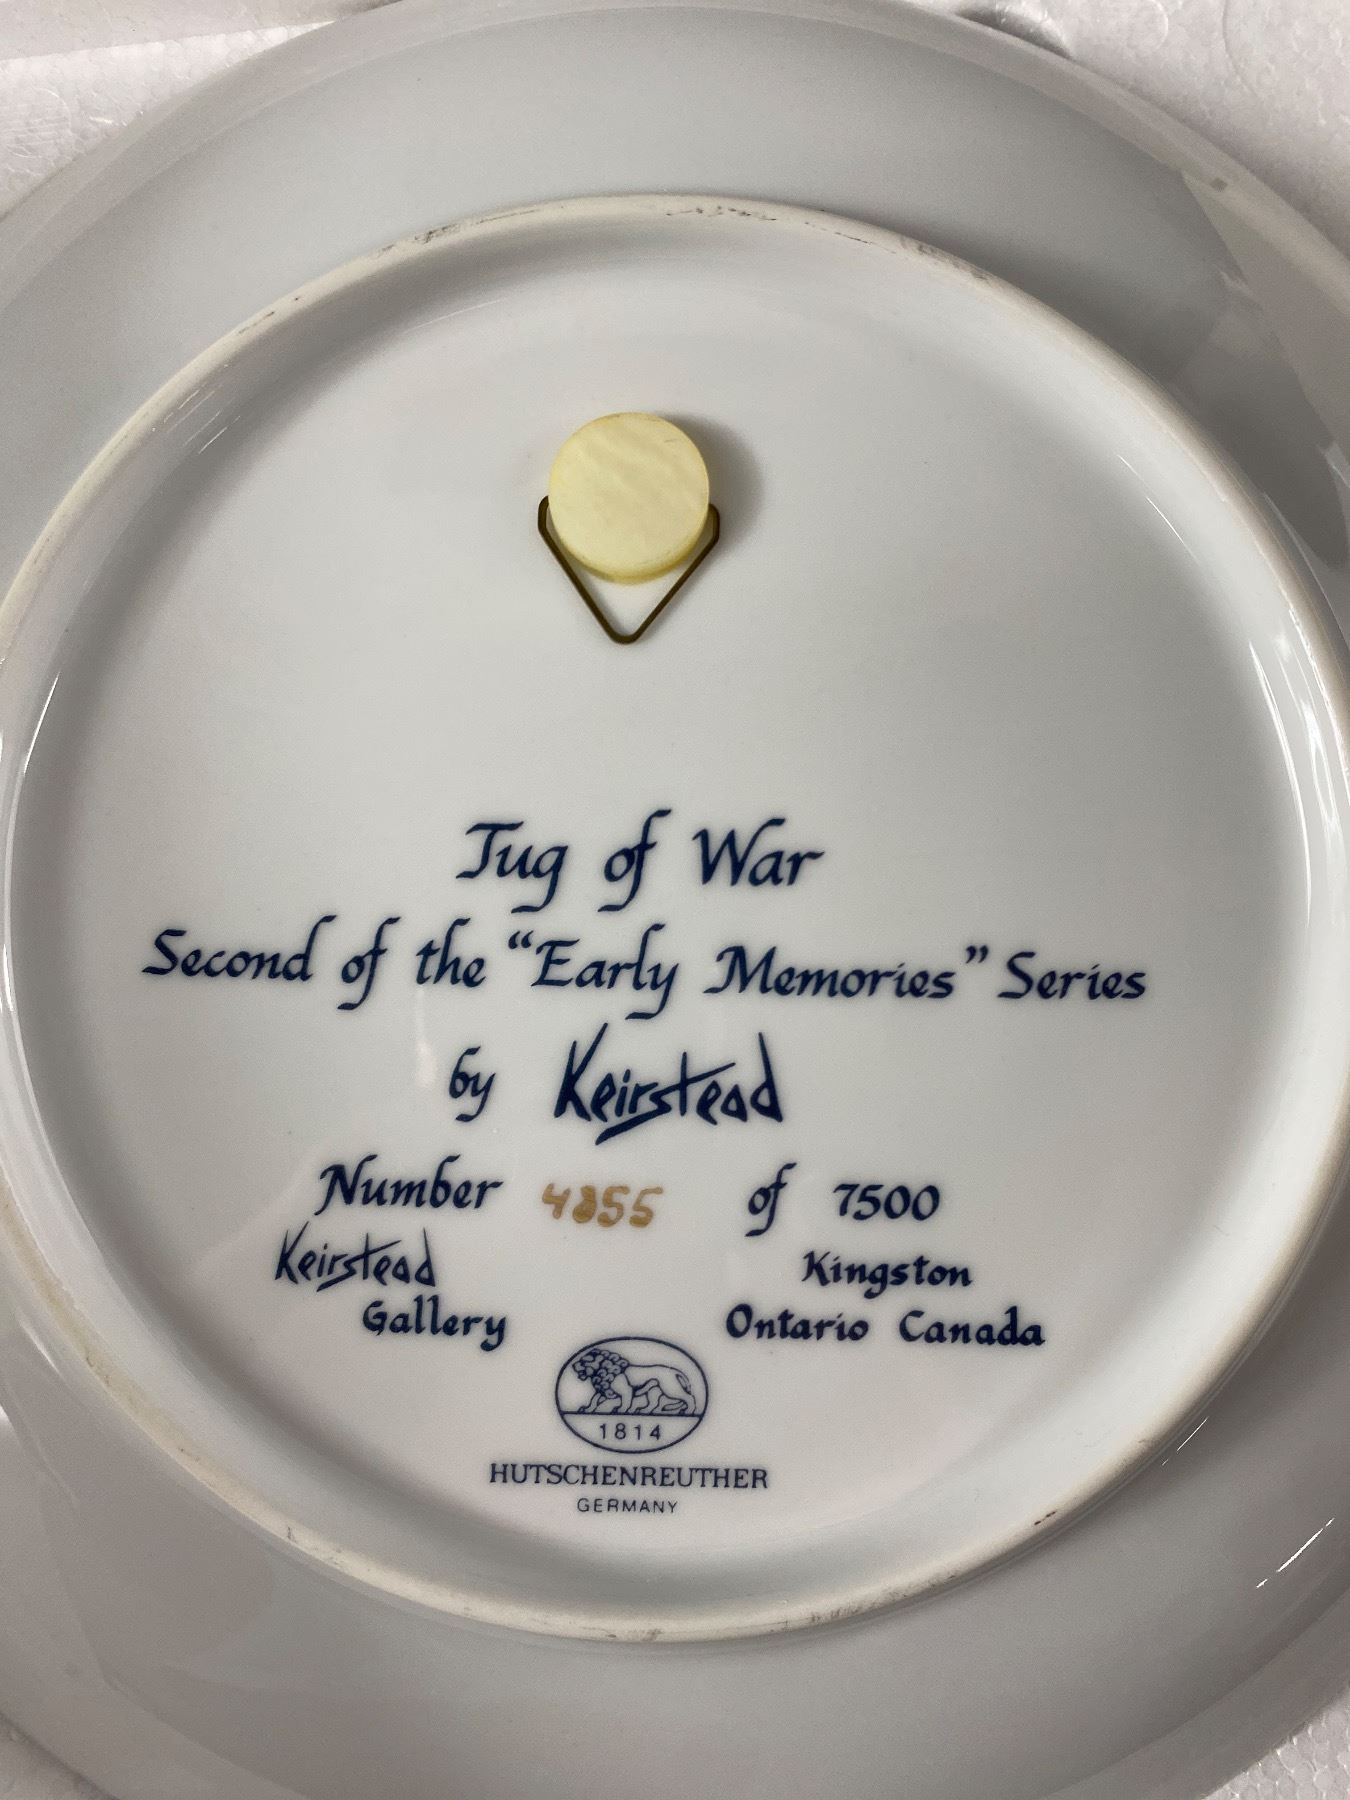 Tug of War
Second of the “Early Memories” Series
by Keirstead
Number 4855 of 7500
Keirstead
Gallery
Kingston
Ontario Canada
1814
HUTSCHENREUTHER
GERMANY